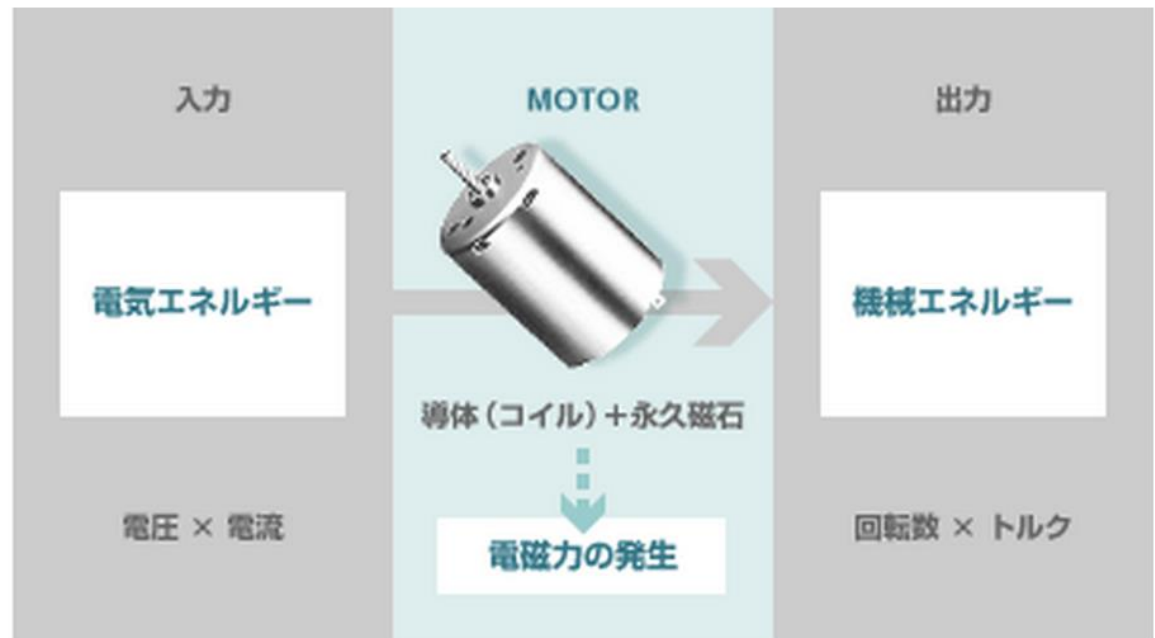 入力
電気エネルギー
電圧 × 電流
MOTOR
導体（コイル）＋永久磁石
電磁力の発生
出力
機械エネルギー
回転数 × トルク